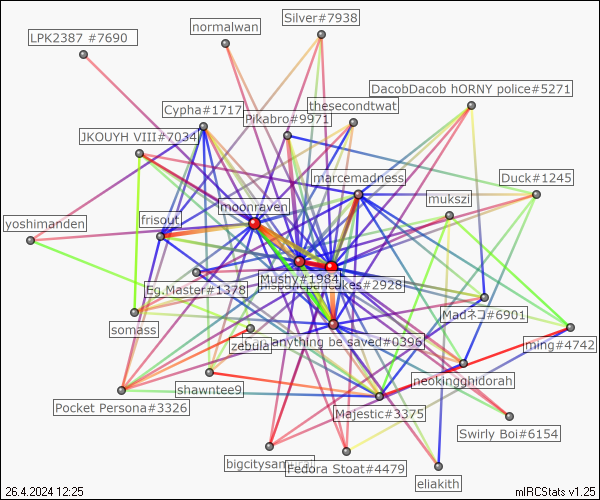 Silver#7938
normalwan
LPK2387 #7690
DacobDacob hORNY police#5271
thesecondtwat
Cypha#1717
Pikabro#9971
JKOUYH VIII#7034
marcemadness
Duck#1245
mukszi
moonraven
yoshimanden
frisout
Mushy#1984
cakes#2928
Eg.Master#1378
Madネコ#6901
somass
zebula
anything be saved#0396
ming#4742
neokingghidorah
shawntee9
Pocket Persona#3326
Majestic#3375
Swirly Boi#6154
bigcitysamurai
Fedora Stoat#4479
eliakith
26.4.2024 12:25
mIRCStats v1.25